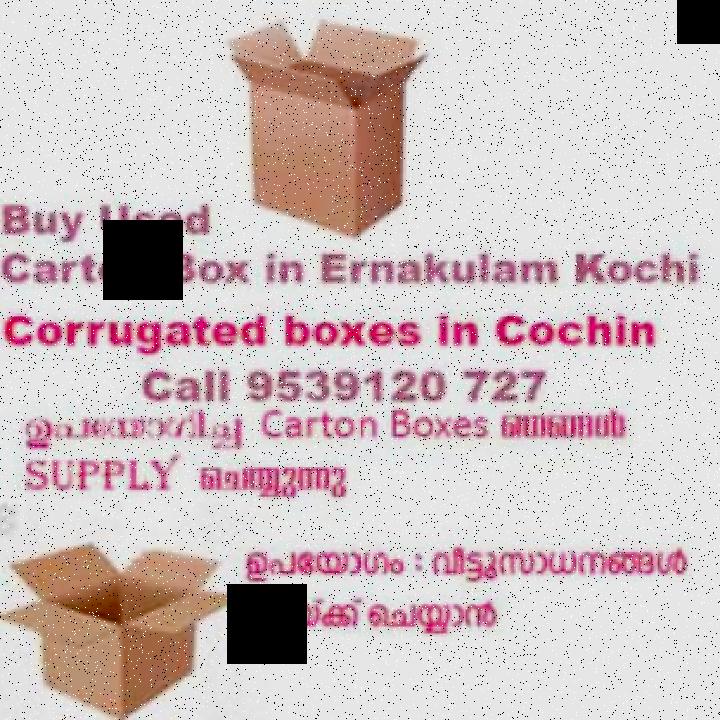 Buy Used
Box in Ernakulam Kochi
Corrugated boxes in Cochin
Call 9539120 727
ഉപയോഗിച്ച Carton Boxes ഞങ്ങൾ
SUPPLY ചെയ്യുന്നു
ഉപയോഗം : വീട്ടുസാധനങ്ങൾ
ചെയ്യാൻ